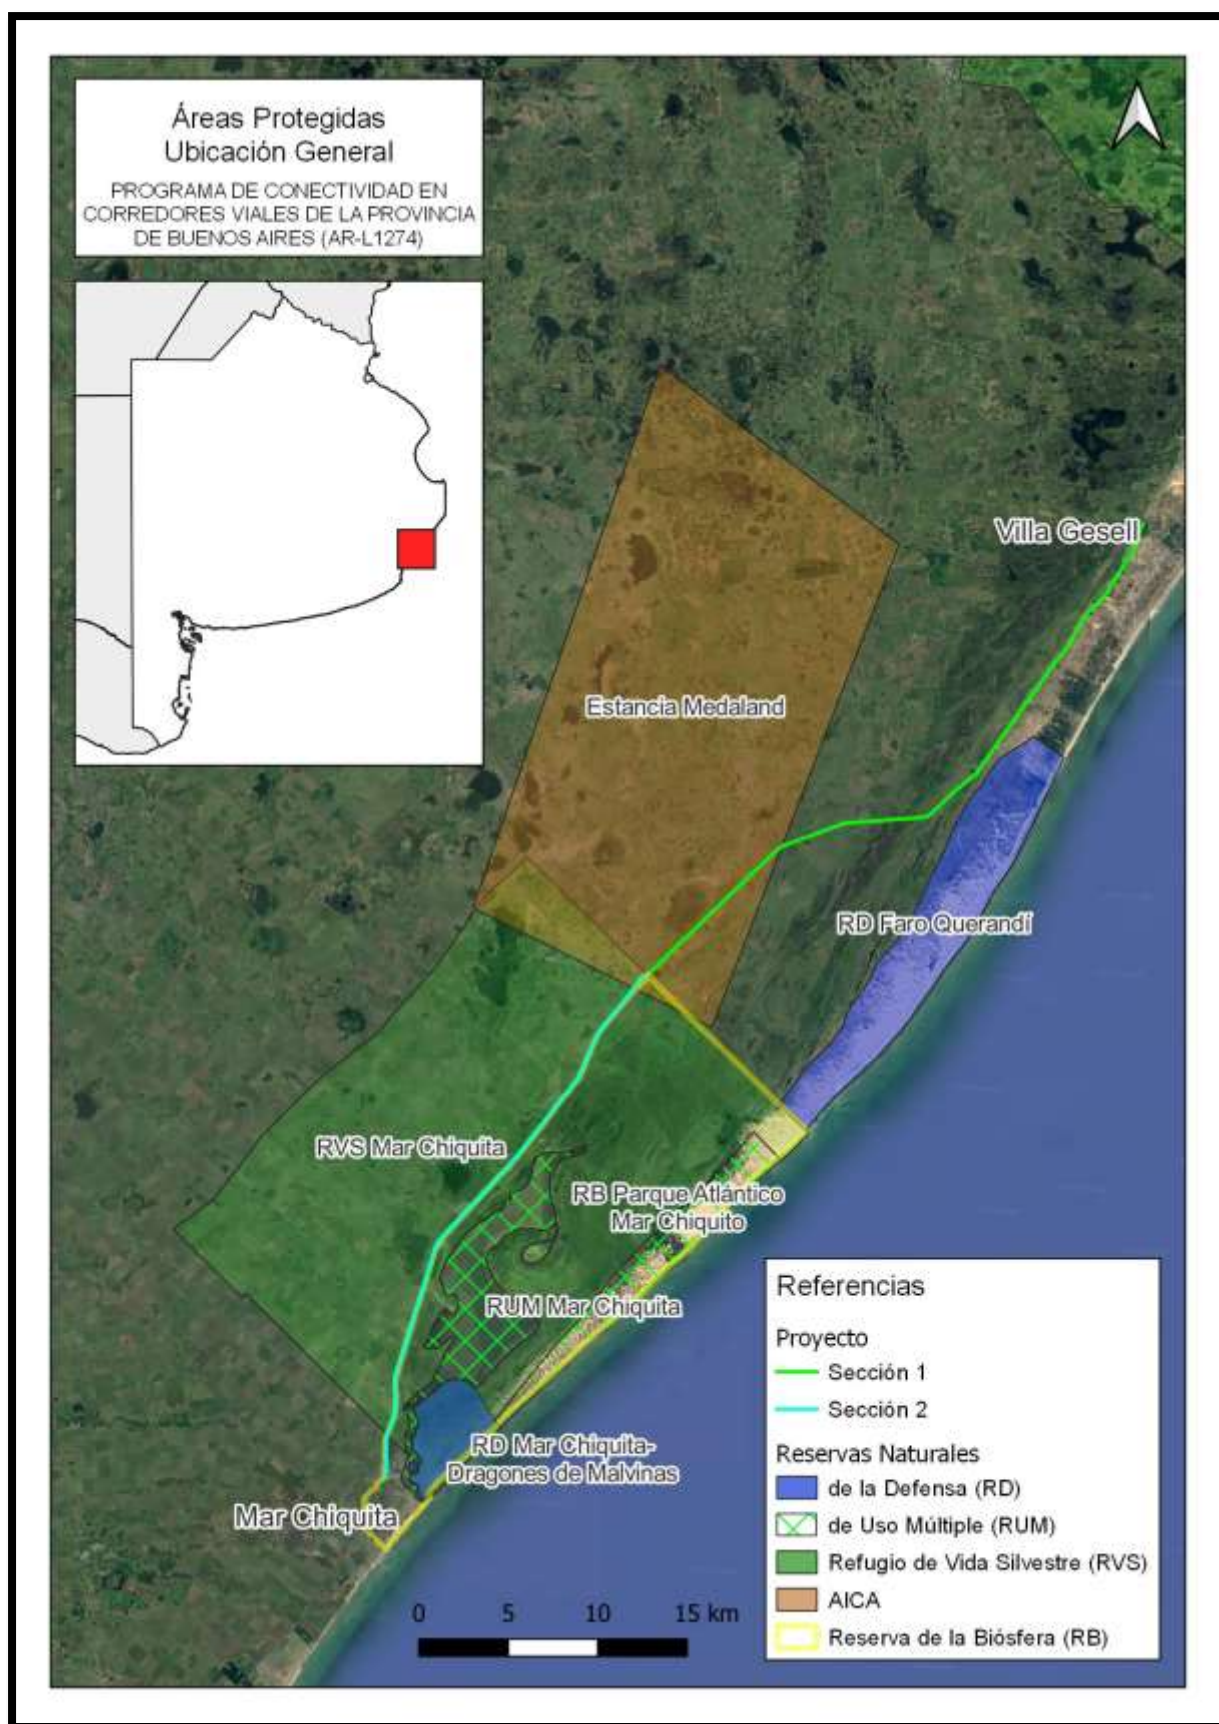 Áreas Protegidas
Ubicación General
PROGRAMA DE CONECTIVIDAD EN
CORREDORES VIALES DE LA PROVINCIA
DE BUENOS AIRES (AR-L1274)
Villa Gesell
Estancia Medaland
RD Faro Querandí
RVS Mar Chiquita
RB Parque Atlántico
Mar Chiquito
RUM Mar Chiquita
RD Mar Chiquita-
Dragones de Malvinas
Mar Chiquita
0 5 10 15 km
Referencias
Proyecto
Sección 1
Sección 2
Reservas Naturales
de la Defensa (RD)
de Uso Múltiple (RUM)
Refugio de Vida Silvestre (RVS)
AICA
Reserva de la Biósfera (RB)